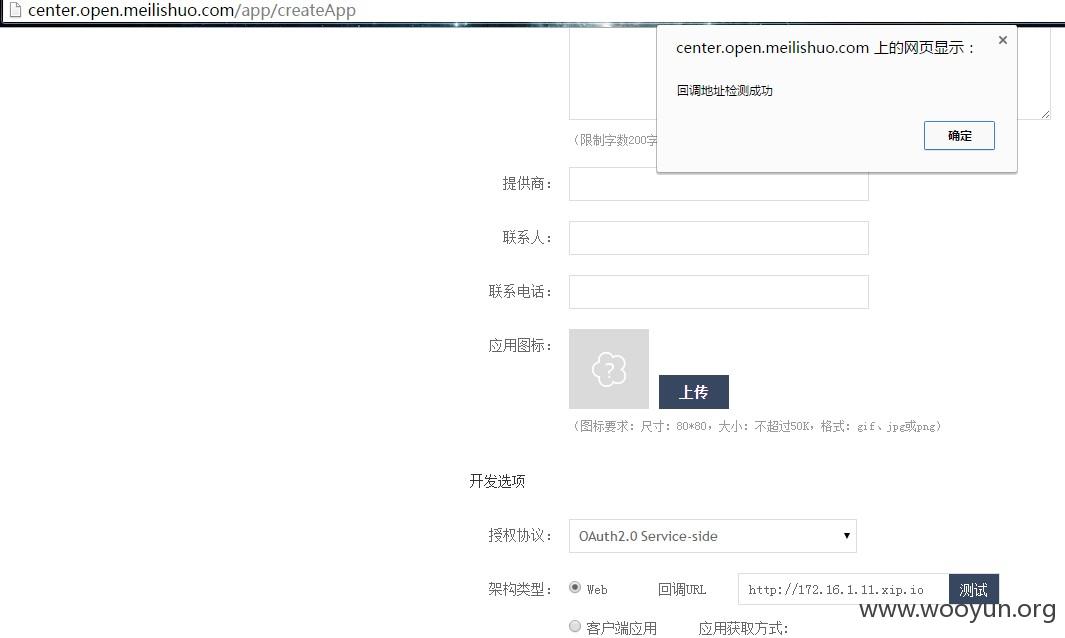 center.open.meilishuo.com/app/createApp
center.open.meilishuo.com 上的网页显示：
回调地址检测成功
确定
（限制字数200字
提供商：
联系人：
联系电话：
应用图标：
?
上传
（图标要求：尺寸：80*80，大小：不超过50K，格式：gif、jpg或png）
开发选项
授权协议：
OAuth2.0 Service-side
架构类型：
Web
回调URL
http://172.16.1.11.xip.io
测试
www.wooyun.org
客户端应用
应用获取方式：